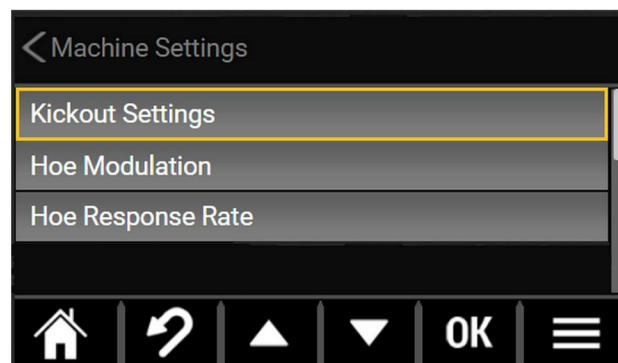 Machine Settings
Kickout Settings
Hoe Modulation
Hoe Response Rate
OK